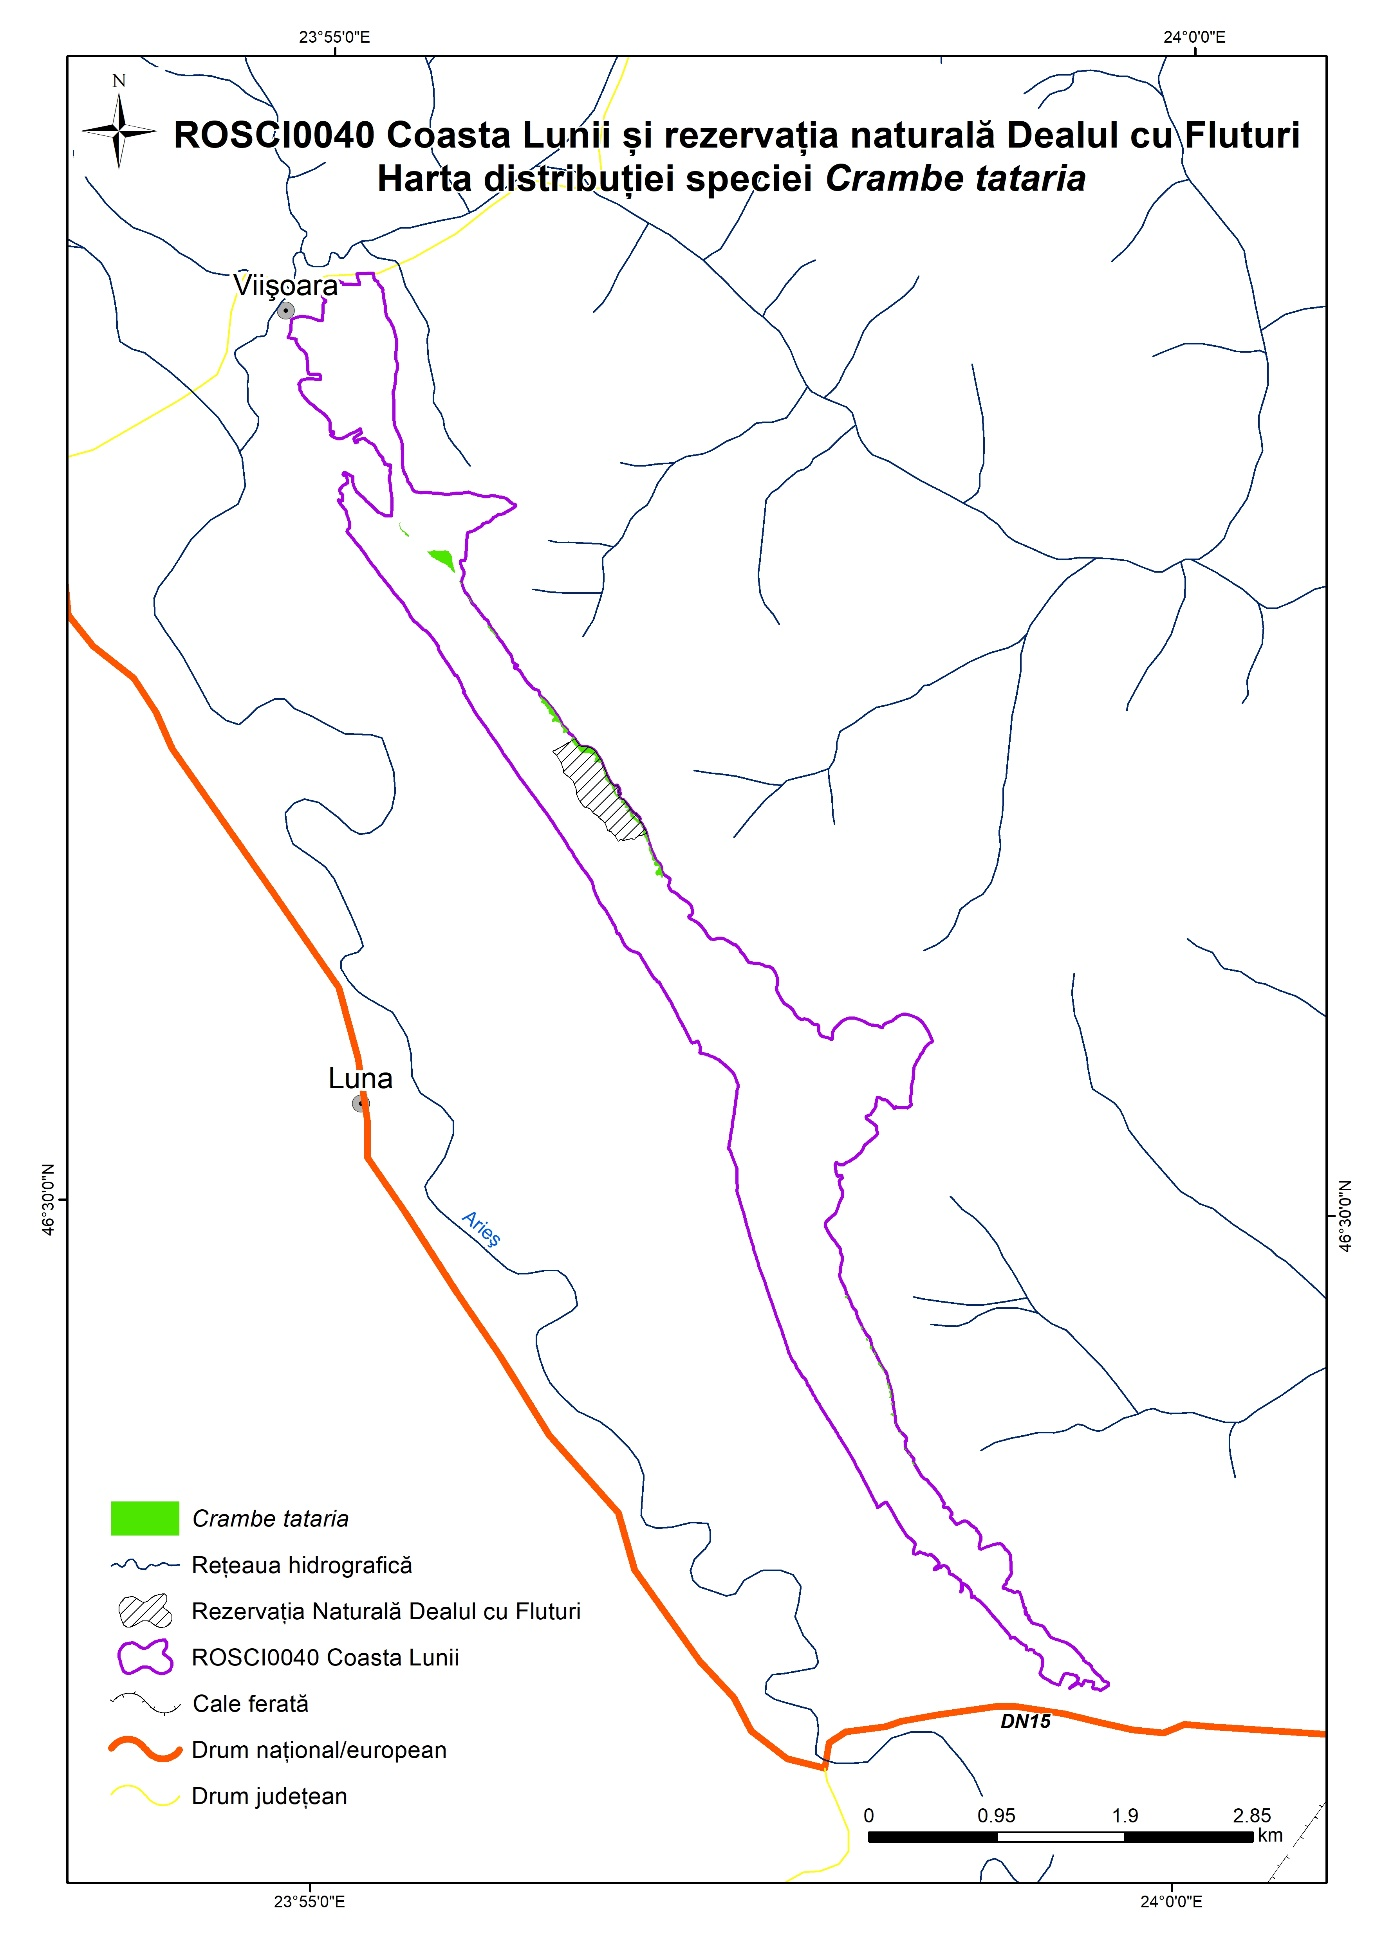 23°55'0"E
24°0'0"E
N
ROSCI0040 Coasta Lunii și rezervația naturală Dealul cu Fluturi
Harta distribuției speciei Crambe tataria
Viişoara
Luna
46°30'0"N
46°30'0"N
Arieş
Crambe tataria
Rețeaua hidrografică
Rezervația Naturală Dealul cu Fluturi
ROSCI0040 Coasta Lunii
Cale ferată
Drum național/european
Drum județean
DN15
0 0.95 1.9 2.85
km
23°55'0"E
24°0'0"E